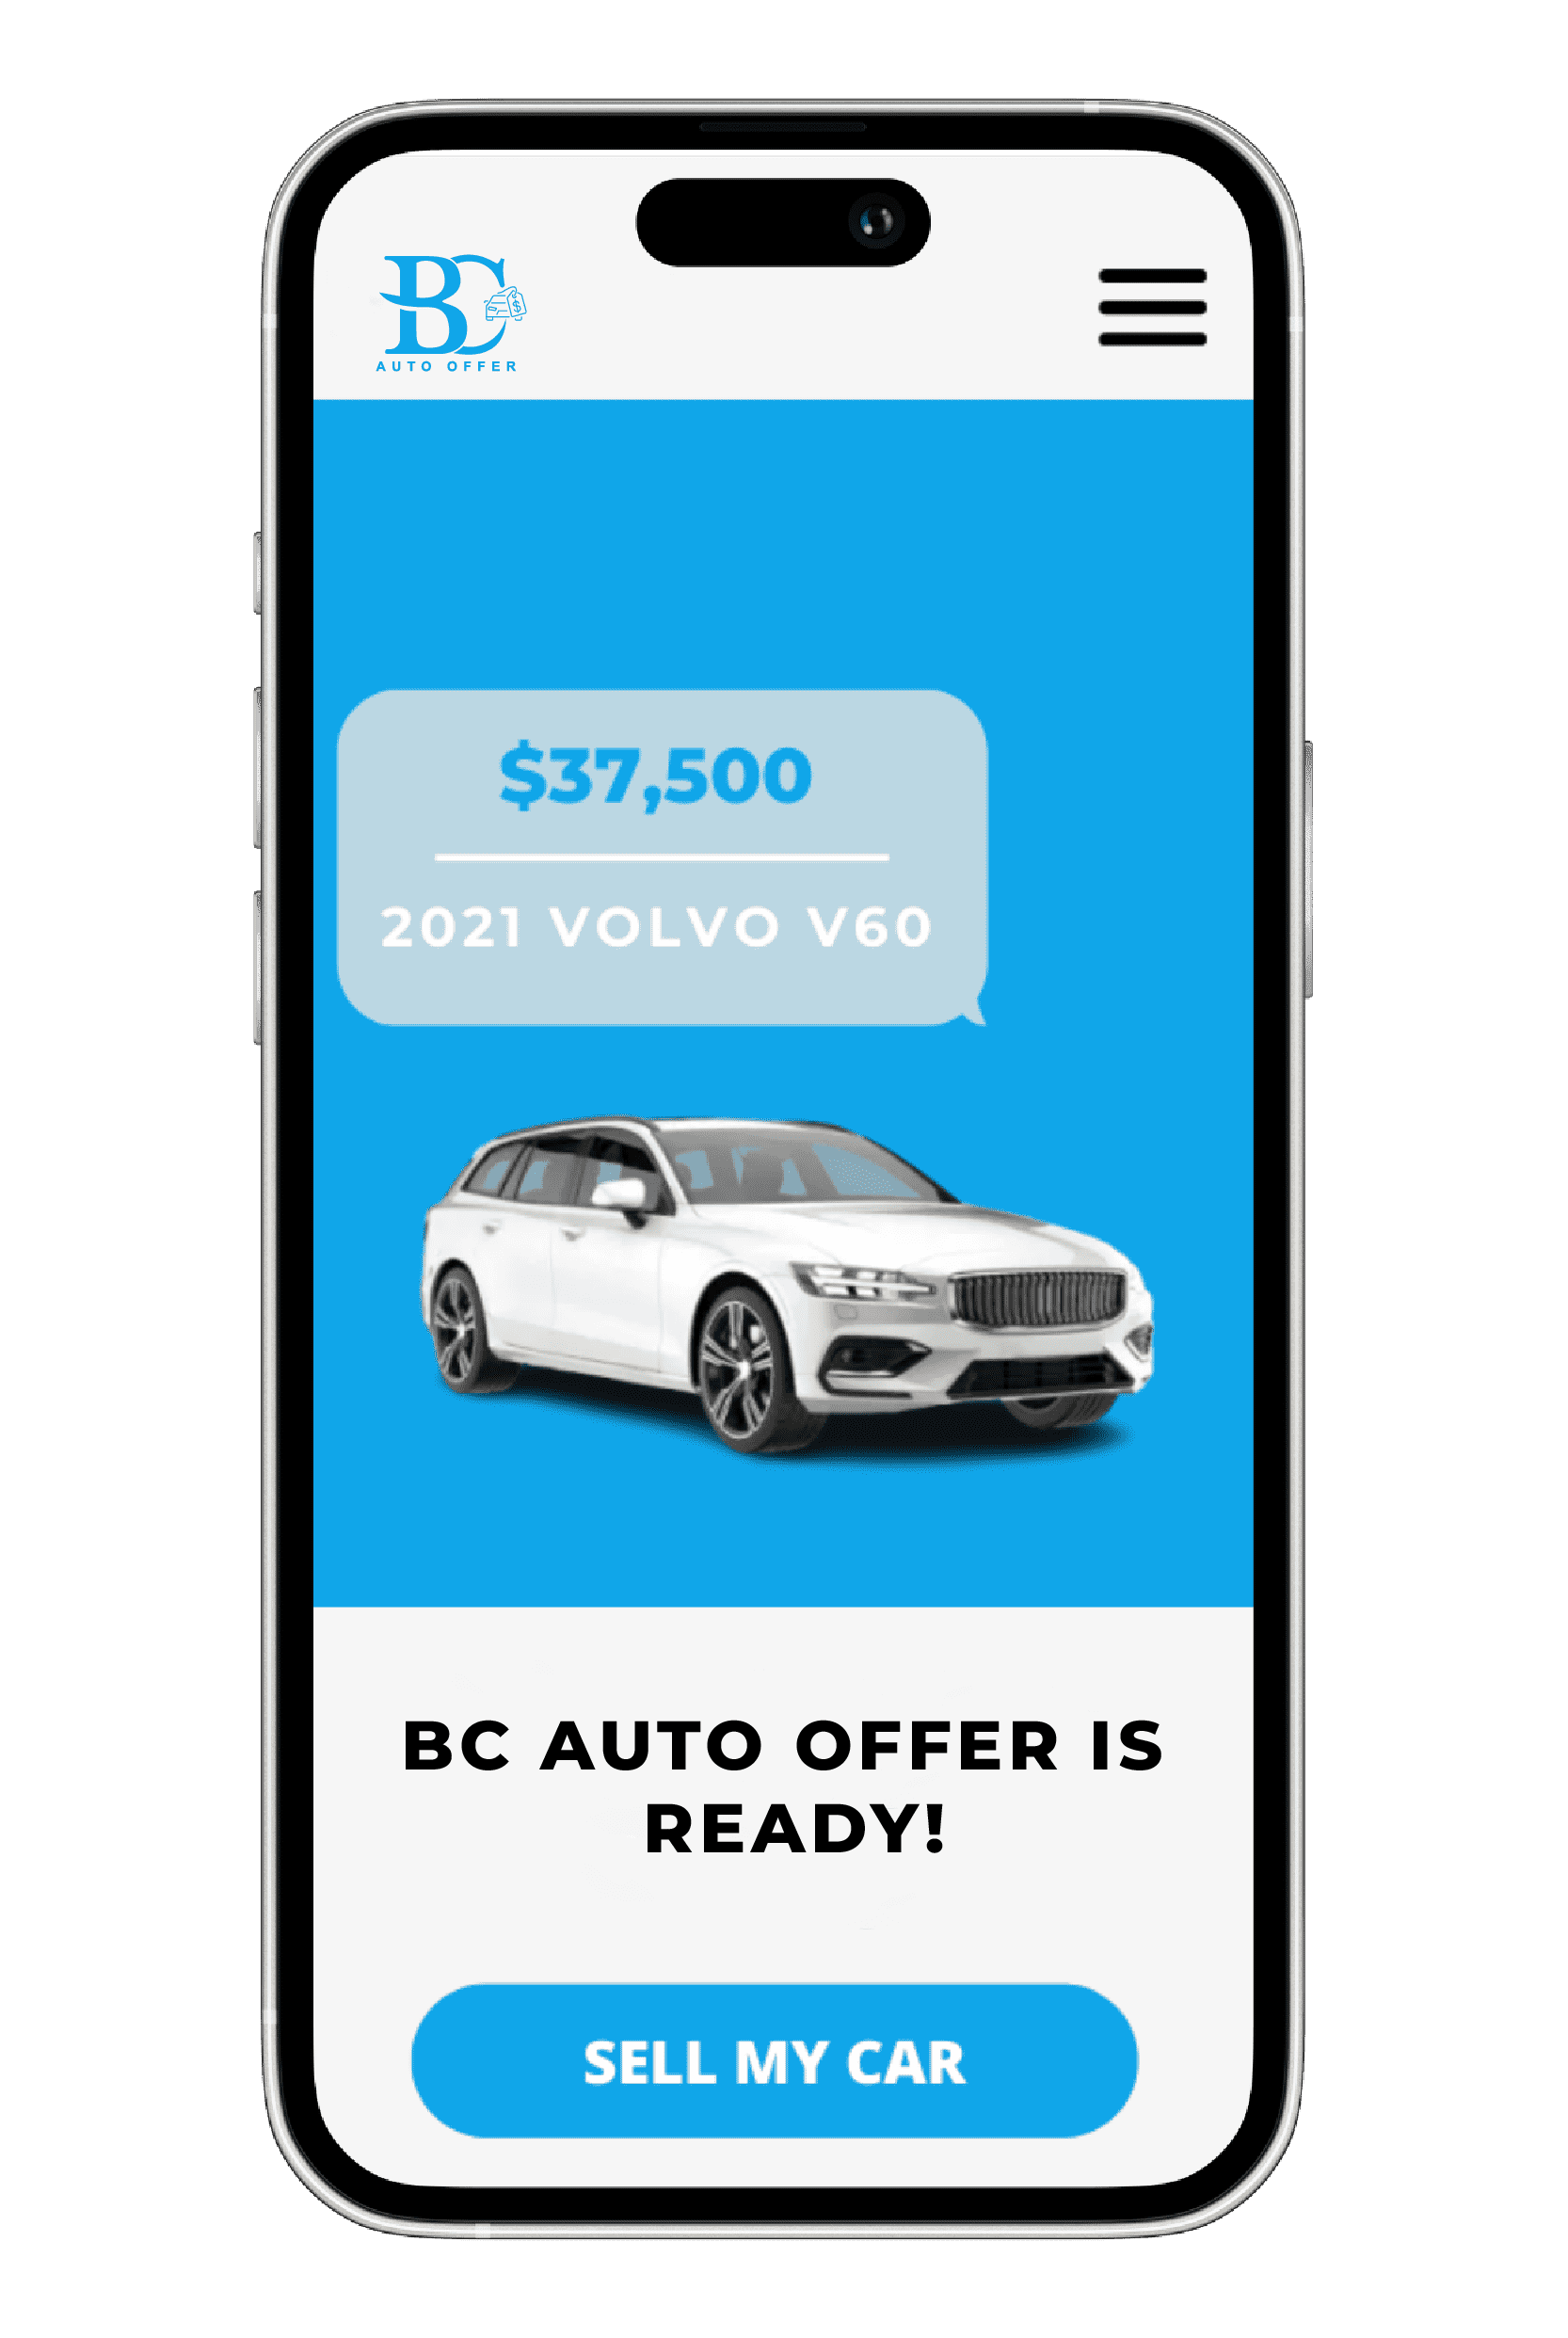 BC
AUTO OFFER
$37,500
2021 VOLVO V60
BC AUTO OFFER IS
READY!
SELL MY CAR